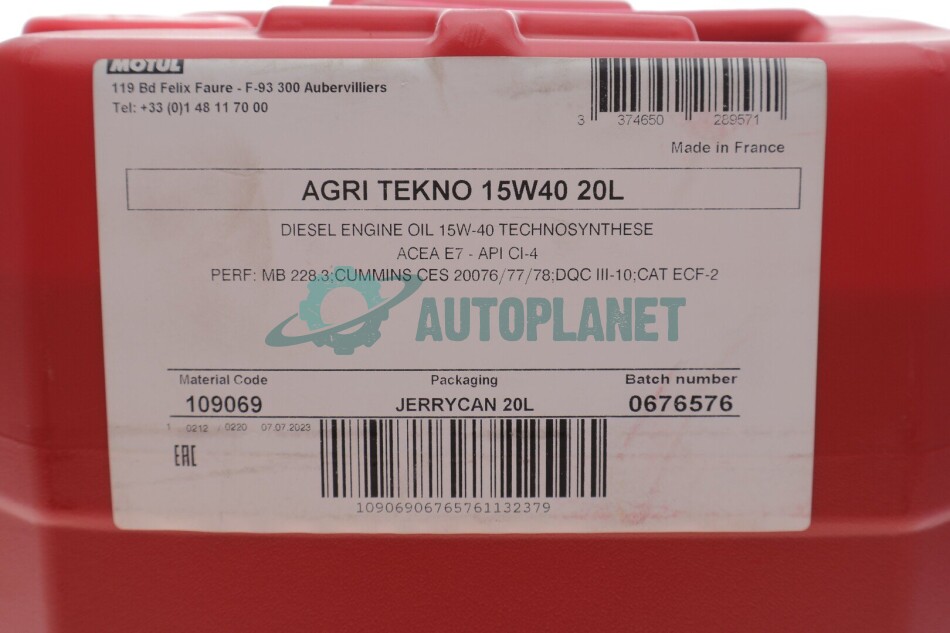 MOTUL
119 Bd Felix Faure - F-93 300 Aubervilliers
Tel: +33 (0)1 48 11 70 00
3 374650 289571
Made in France
AGRI TEKNO 15W40 20L
DIESEL ENGINE OIL 15W-40 TECHNOSYNTHESE
ACEA E7 - API CI-4
PERF: MB 228.3;CUMMINS CES 20076/77/78;DQC III-10;CAT ECF-2
AUTOPLANET
Material Code Packaging Batch number
109069 JERRYCAN 20L 0676576
1 0212 / 0220 07.07.2023
EAC
10906906765761132379